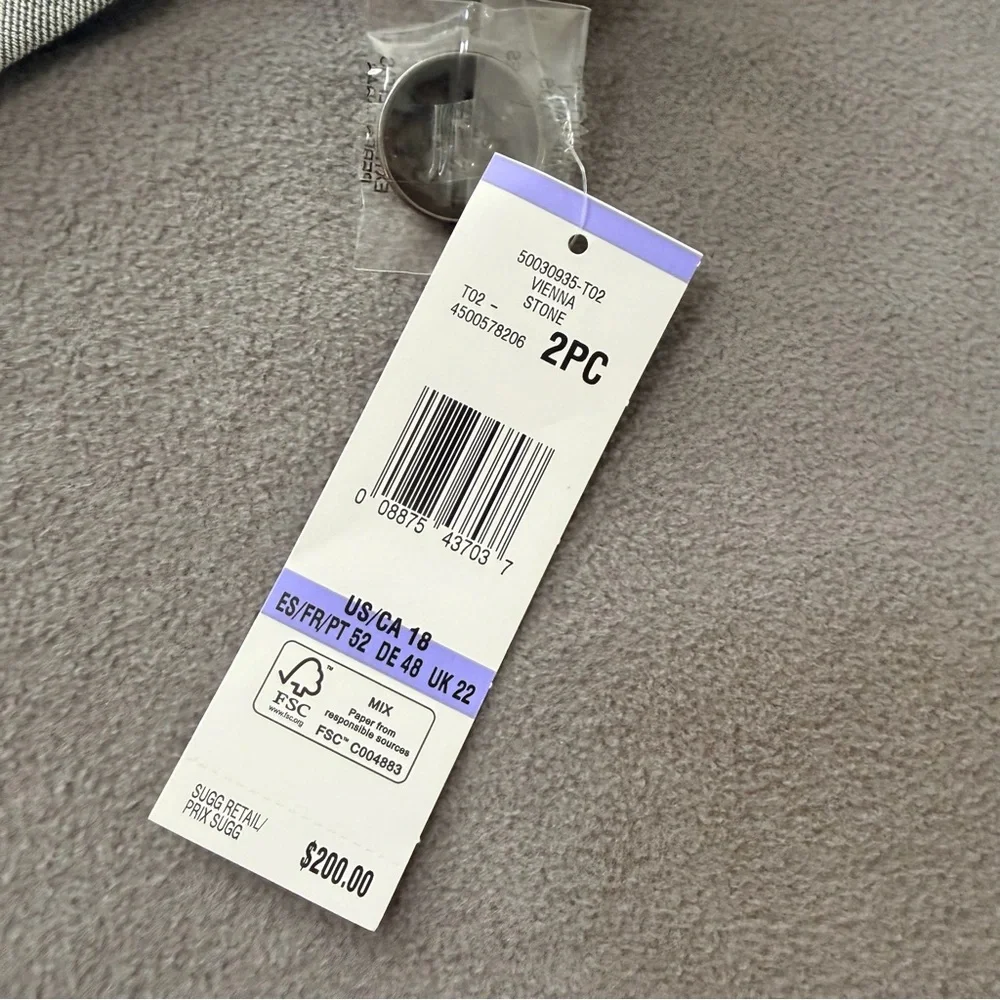 50030935-T02
VIENNA
T02 - STONE
4500578206 2PC
0 08875 43703 7
US/CA 18
ES/FR/PT 52 DE 48 UK 22
FSC™
www.fsc.org
MIX
Paper from
responsible sources
FSC™ C004883
SUGG RETAIL/
PRIX SUGG
$200.00